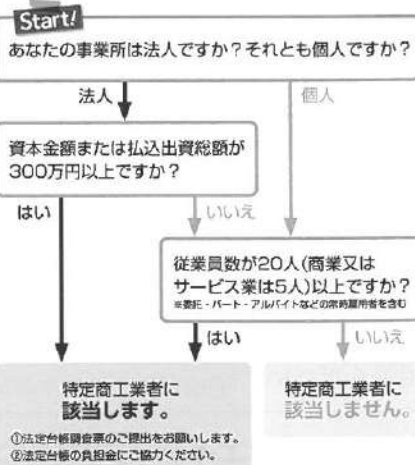 Start!
あなたの事業所は法人ですか？それとも個人ですか？
法人
個人
資本金額または払込出資総額が
300万円以上ですか？
はい
いいえ
従業員数が20人(商業又は
サービス業は5人)以上ですか？
※委託・パート・アルバイトなどの常時雇用者を含む
はい
いいえ
特定商工業者に
該当します。
①法定台帳調査票のご提出をお願いします。
②法定台帳の負担金にご協力ください。
特定商工業者に
該当しません。